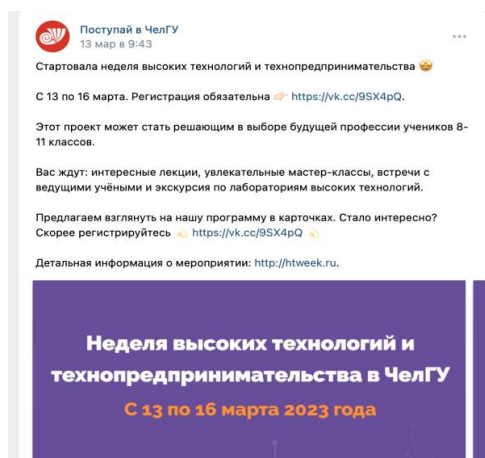 Поступай в ЧелГУ
13 мар в 9:43
Стартовала неделя высоких технологий и технопредпринимательства 🤩
С 13 по 16 марта. Регистрация обязательна 👉🏻 https://vk.cc/9SX4pQ.
Этот проект может стать решающим в выборе будущей профессии учеников 8-
11 классов.
Вас ждут: интересные лекции, увлекательные мастер-классы, встречи с
ведущими учёными и экскурсия по лабораториям высоких технологий.
Предлагаем взглянуть на нашу программу в карточках. Стало интересно?
Скорее регистрируйтесь 💫 https://vk.cc/9SX4pQ 💫
Детальная информация о мероприятии: http://htweek.ru.
Неделя высоких технологий и
технопредпринимательства в ЧелГУ
С 13 по 16 марта 2023 года